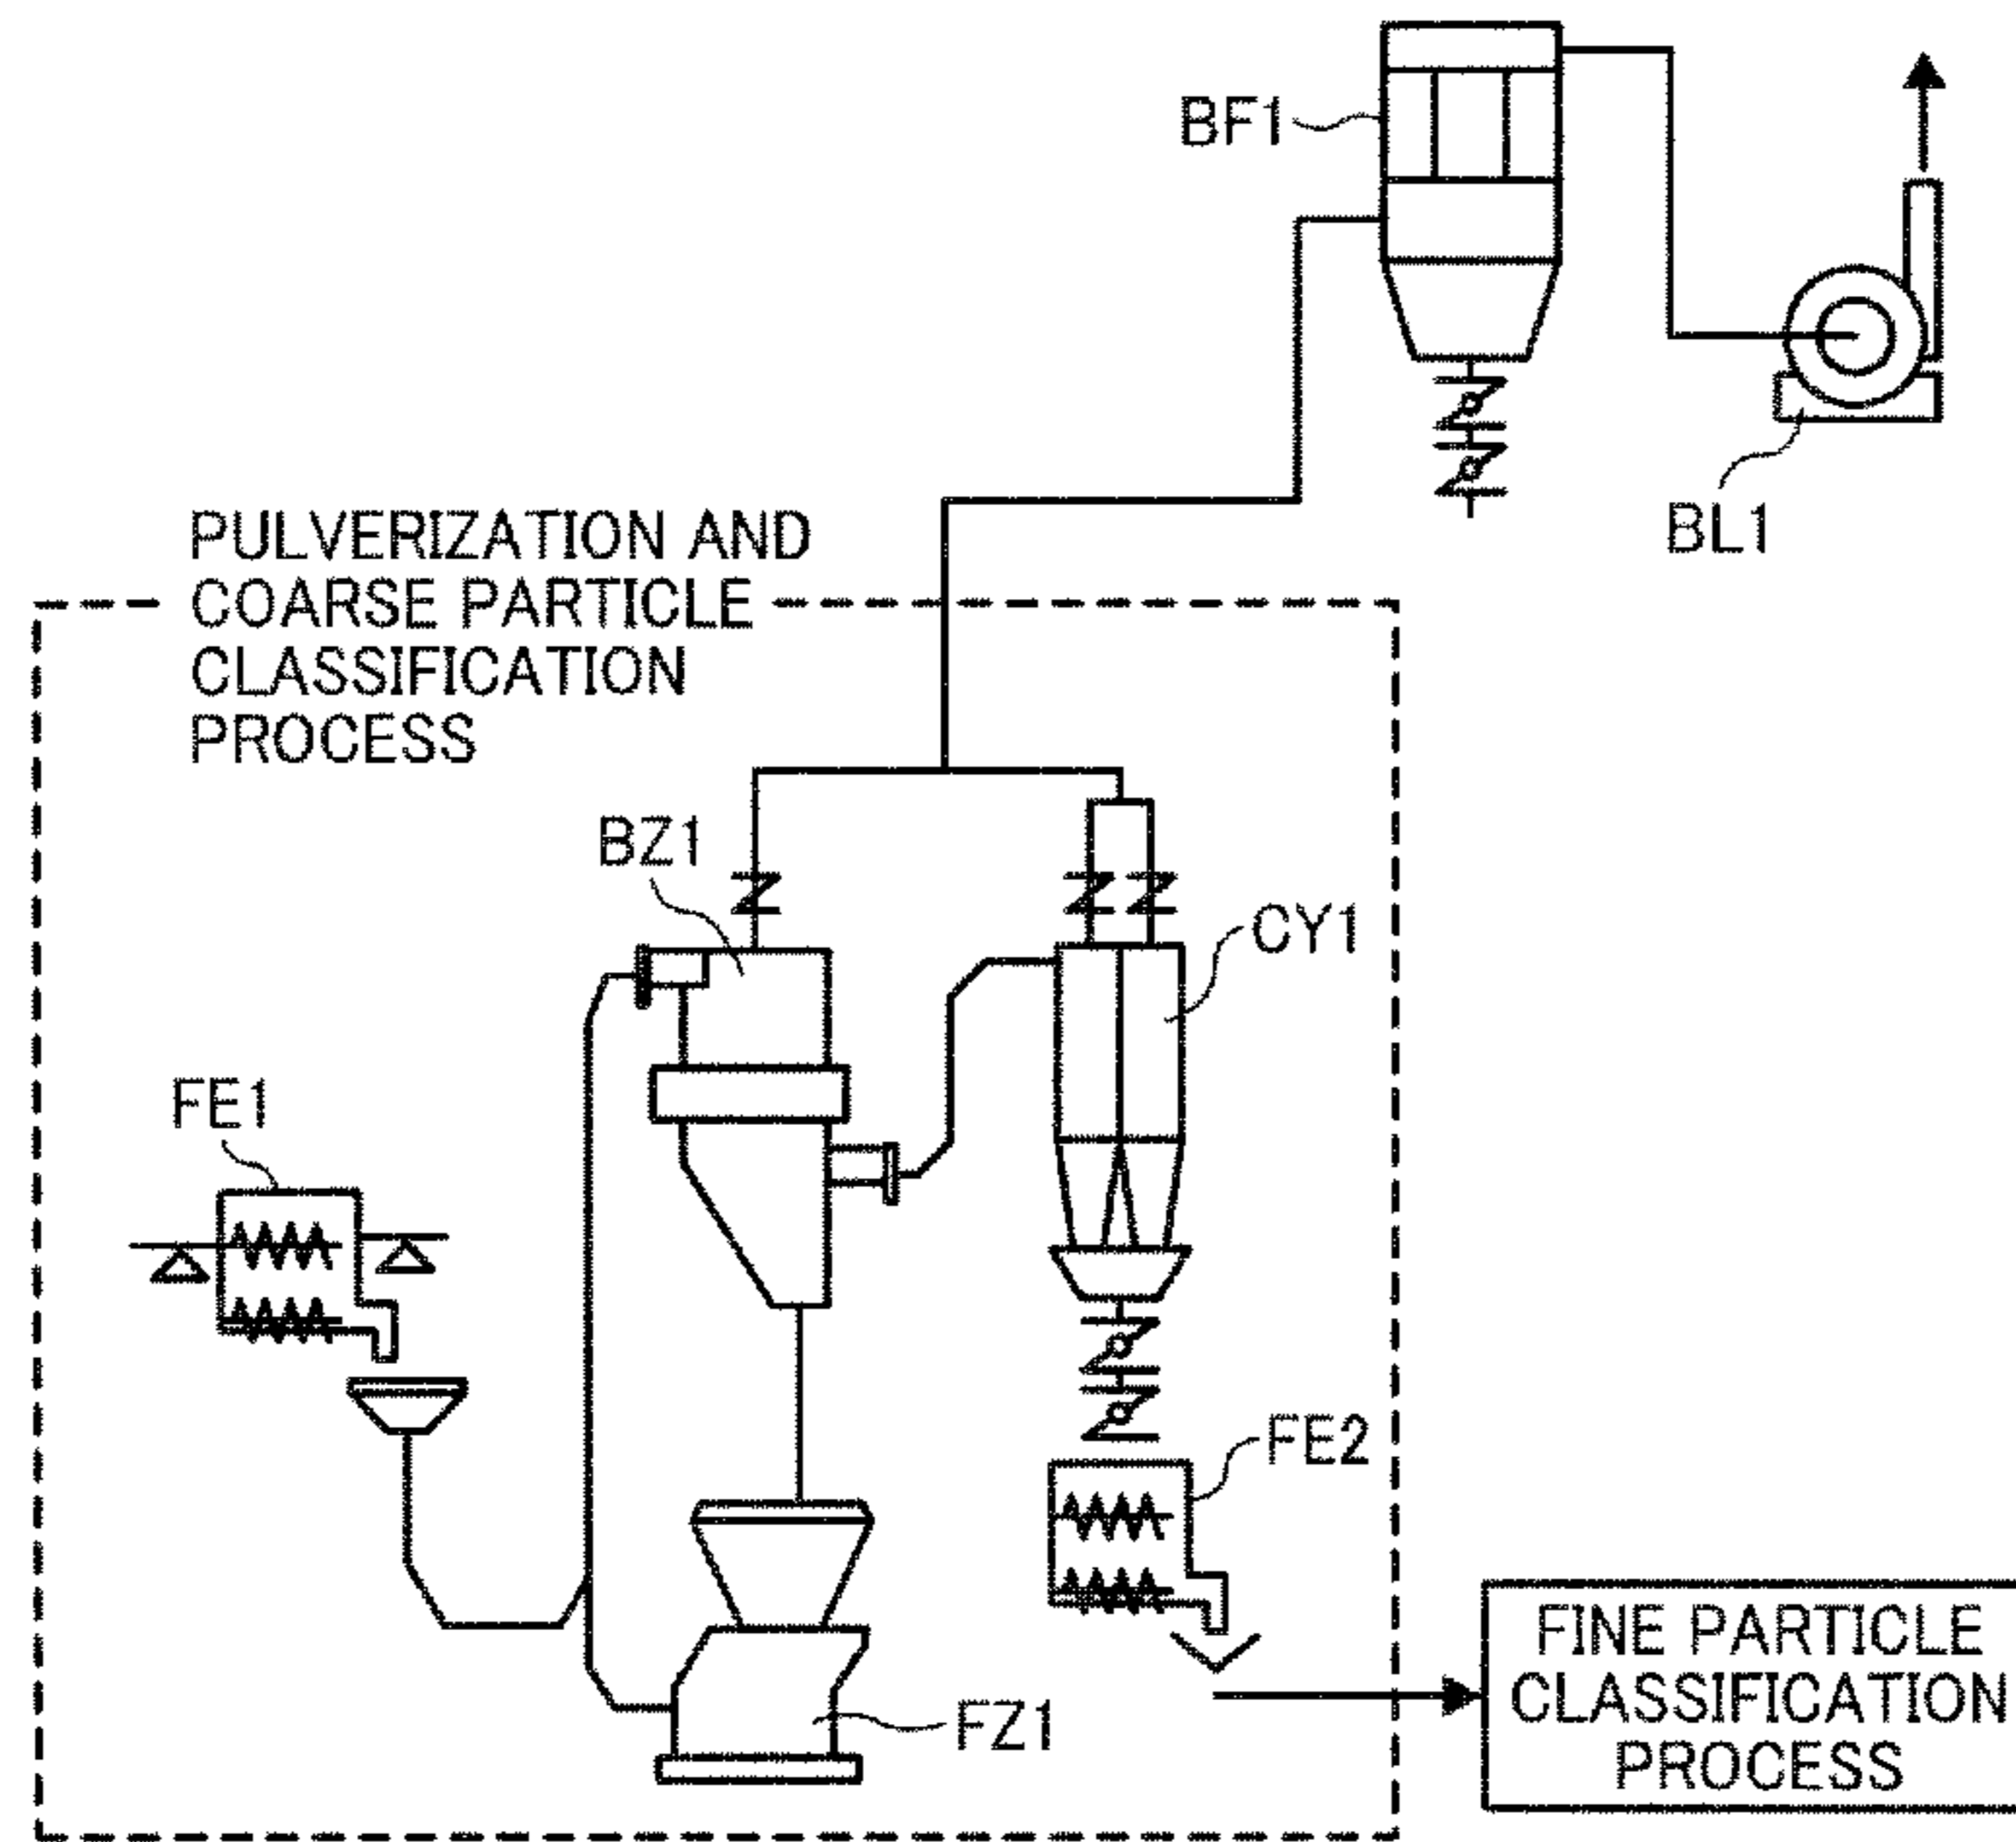 BF1
BL1
PULVERIZATION AND
COARSE PARTICLE
CLASSIFICATION
PROCESS
BZ1
CY1
FE1
FE2
FZ1
FINE PARTICLE
CLASSIFICATION
PROCESS